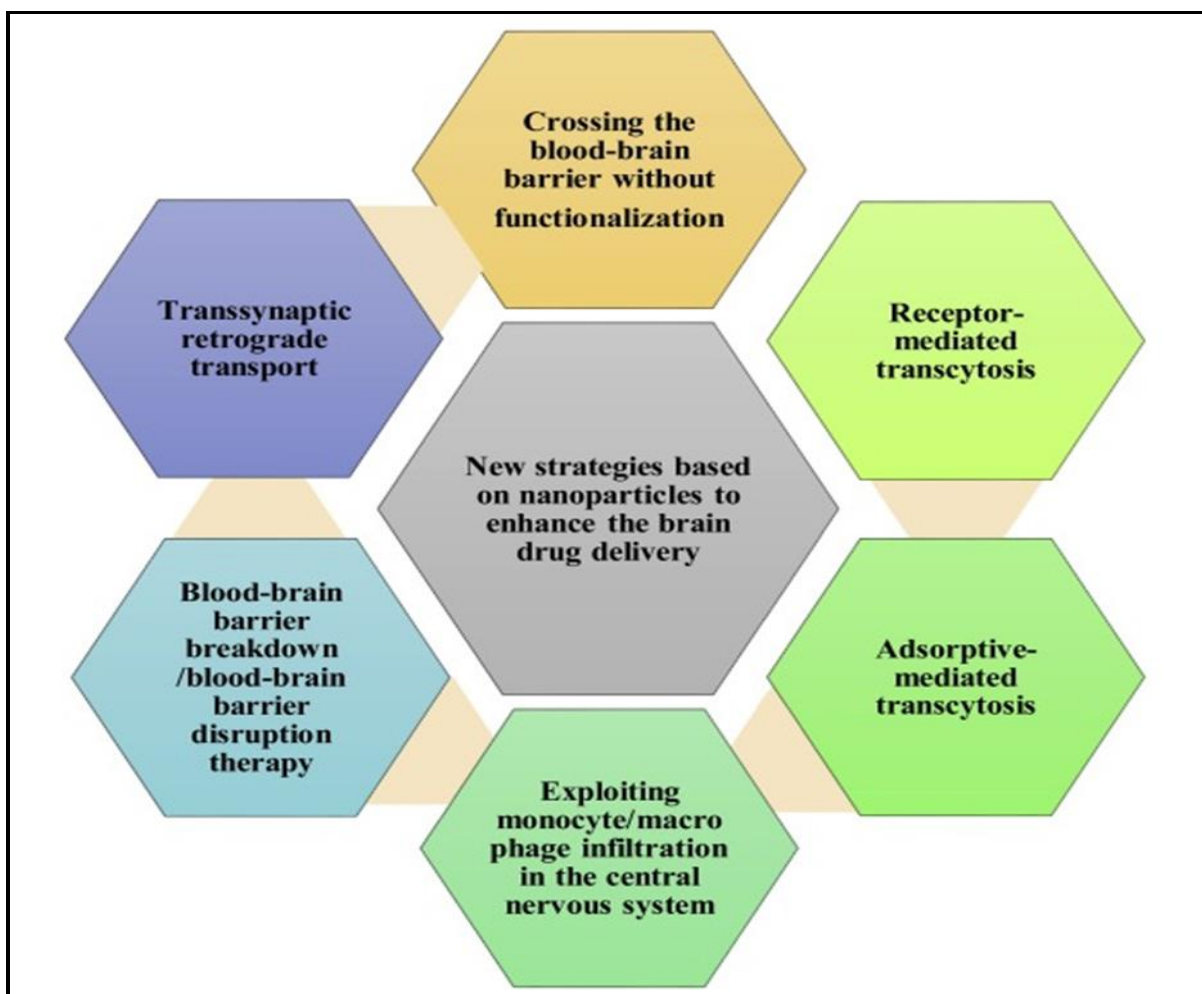 Crossing the
blood-brain
barrier without
functionalization
Receptor-
mediated
transcytosis
Adsorptive-
mediated
transcytosis
Exploiting
monocyte/macro
phage infiltration
in the central
nervous system
Blood-brain
barrier
breakdown
/blood-brain
barrier
disruption
therapy
Transsynaptic
retrograde
transport
New strategies based
on nanoparticles to
enhance the brain
drug delivery